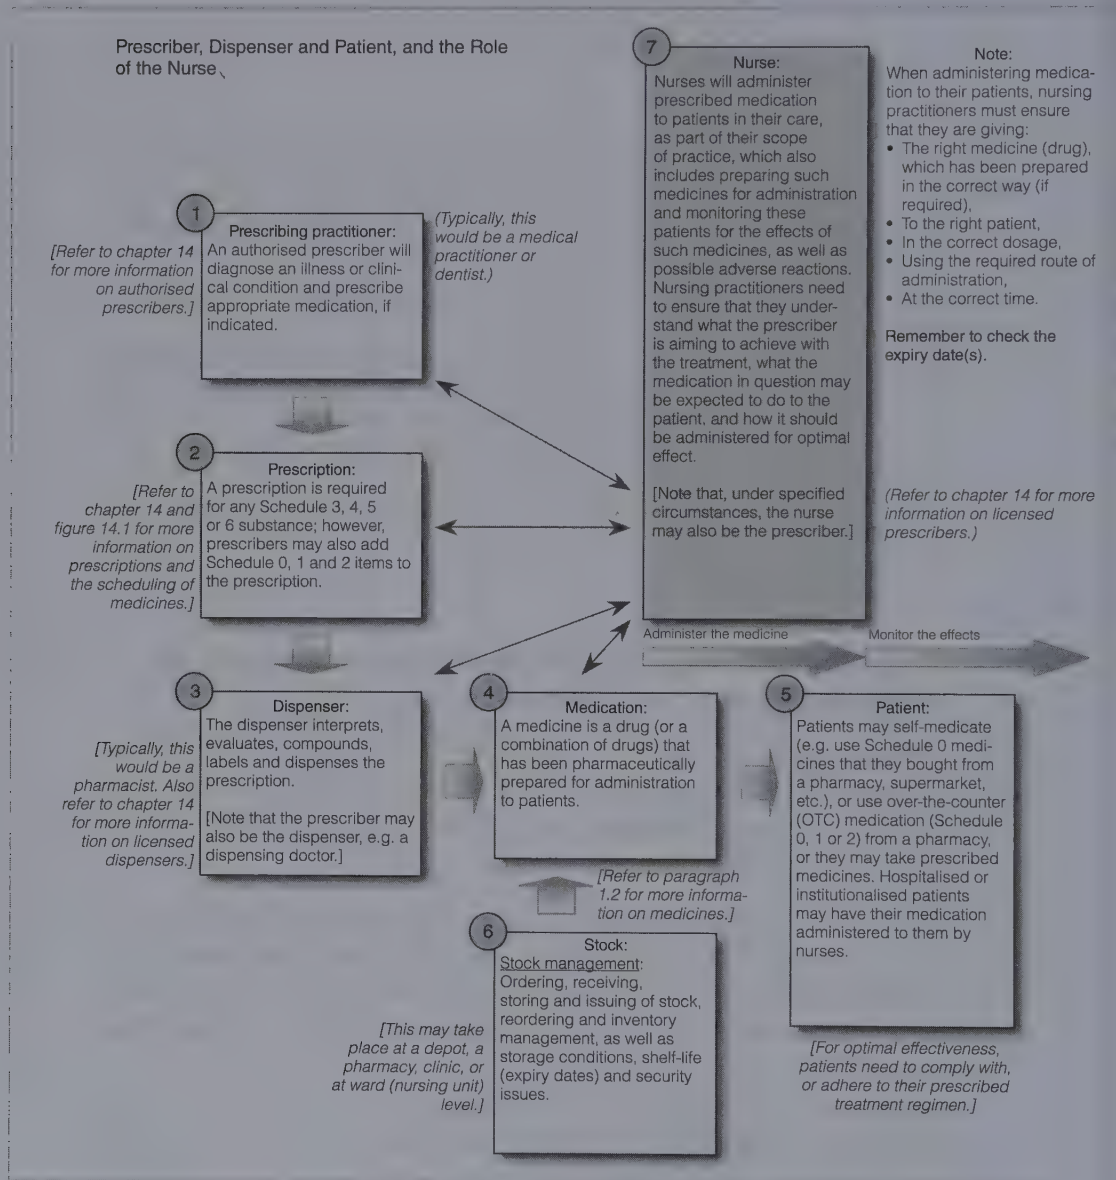 Prescriber, Dispenser and Patient, and the Role
of the Nurse
1
Prescribing practitioner:
An authorised prescriber will
diagnose an illness or clini-
cal condition and prescribe
appropriate medication, if
indicated.
[Refer to chapter 14
for more information
on authorised
prescribers.]
(Typically, this
would be a medical
practitioner or
dentist.)
2
Prescription:
A prescription is required
for any Schedule 3, 4, 5
or 6 substance; however,
prescribers may also add
Schedule 0, 1 and 2 items to
the prescription.
[Refer to
chapter 14 and
figure 14.1 for more
information on
prescriptions and
the scheduling of
medicines.]
3
Dispenser:
The dispenser interprets,
evaluates, compounds,
labels and dispenses the
prescription.
[Note that the prescriber may
also be the dispenser, e.g. a
dispensing doctor.]
[Typically, this
would be a
pharmacist. Also
refer to chapter 14
for more informa-
tion on licensed
dispensers.]
4
Medication:
A medicine is a drug (or a
combination of drugs) that
has been pharmaceutically
prepared for administration
to patients.
[Refer to paragraph
1.2 for more informa-
tion on medicines.]
5
Patient:
Patients may self-medicate
(e.g. use Schedule 0 medi-
cines that they bought from
a pharmacy, supermarket,
etc.), or use over-the-counter
(OTC) medication (Schedule
0, 1 or 2) from a pharmacy,
or they may take prescribed
medicines. Hospitalised or
institutionalised patients
may have their medication
administered to them by
nurses.
[For optimal effectiveness,
patients need to comply with,
or adhere to their prescribed
treatment regimen.]
6
Stock:
Stock management:
Ordering, receiving,
storing and issuing of stock,
reordering and inventory
management, as well as
storage conditions, shelf-life
(expiry dates) and security
issues.
[This may take
place at a depot, a
pharmacy, clinic, or
at ward (nursing unit)
level.]
7
Nurse:
Nurses will administer
prescribed medication
to patients in their care,
as part of their scope
of practice, which also
includes preparing such
medicines for administration
and monitoring these
patients for the effects of
such medicines, as well as
possible adverse reactions.
Nursing practitioners need
to ensure that they under-
stand what the prescriber
is aiming to achieve with
the treatment, what the
medication in question may
be expected to do to the
patient, and how it should
be administered for optimal
effect.
[Note that, under specified
circumstances, the nurse
may also be the prescriber.]
Note:
When administering medica-
tion to their patients, nursing
practitioners must ensure
that they are giving:
• The right medicine (drug),
which has been prepared
in the correct way (if
required),
• To the right patient,
• In the correct dosage,
• Using the required route of
administration,
• At the correct time.
Remember to check the
expiry date(s).
(Refer to chapter 14 for more
information on licensed
prescribers.)
Administer the medicine
Monitor the effects